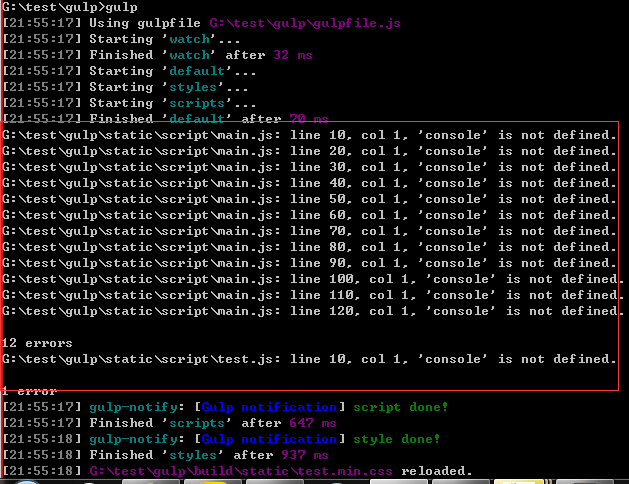 G:\test\gulp>gulp
[21:55:17] Using gulpfile G:\test\gulp\gulpfile.js
[21:55:17] Starting 'watch'...
[21:55:17] Finished 'watch' after 32 ms
[21:55:17] Starting 'default'...
[21:55:17] Starting 'styles'...
[21:55:17] Starting 'scripts'...
[21:55:17] Finished 'default' after 70 ms
G:\test\gulp\static\script\main.js: line 10, col 1, 'console' is not defined.
G:\test\gulp\static\script\main.js: line 20, col 1, 'console' is not defined.
G:\test\gulp\static\script\main.js: line 30, col 1, 'console' is not defined.
G:\test\gulp\static\script\main.js: line 40, col 1, 'console' is not defined.
G:\test\gulp\static\script\main.js: line 50, col 1, 'console' is not defined.
G:\test\gulp\static\script\main.js: line 60, col 1, 'console' is not defined.
G:\test\gulp\static\script\main.js: line 70, col 1, 'console' is not defined.
G:\test\gulp\static\script\main.js: line 80, col 1, 'console' is not defined.
G:\test\gulp\static\script\main.js: line 90, col 1, 'console' is not defined.
G:\test\gulp\static\script\main.js: line 100, col 1, 'console' is not defined.
G:\test\gulp\static\script\main.js: line 110, col 1, 'console' is not defined.
G:\test\gulp\static\script\main.js: line 120, col 1, 'console' is not defined.
12 errors
G:\test\gulp\static\script\test.js: line 10, col 1, 'console' is not defined.
1 error
[21:55:17] gulp-notify: [Gulp notification] script done!
[21:55:17] Finished 'scripts' after 647 ms
[21:55:18] gulp-notify: [Gulp notification] style done!
[21:55:18] Finished 'styles' after 937 ms
[21:55:18] G:\test\gulp\build\static\test.min.css reloaded.